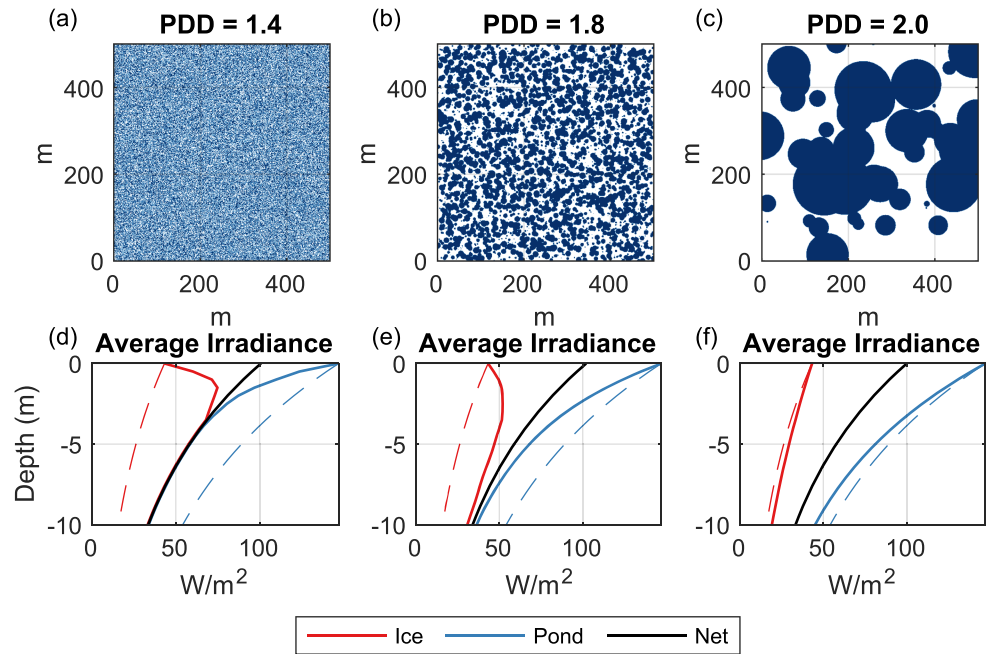 (a) PDD = 1.4
(b) PDD = 1.8
(c) PDD = 2.0
m
400
200
0
0 200 400
m
m
400
200
0
0 200 400
m
m
400
200
0
0 200 400
m
(d) Average Irradiance
(e) Average Irradiance
(f) Average Irradiance
Depth (m)
0
-5
-10
0 50 100
W/m²
0
-5
-10
0 50 100
W/m²
0
-5
-10
0 50 100
W/m²
Ice Pond Net